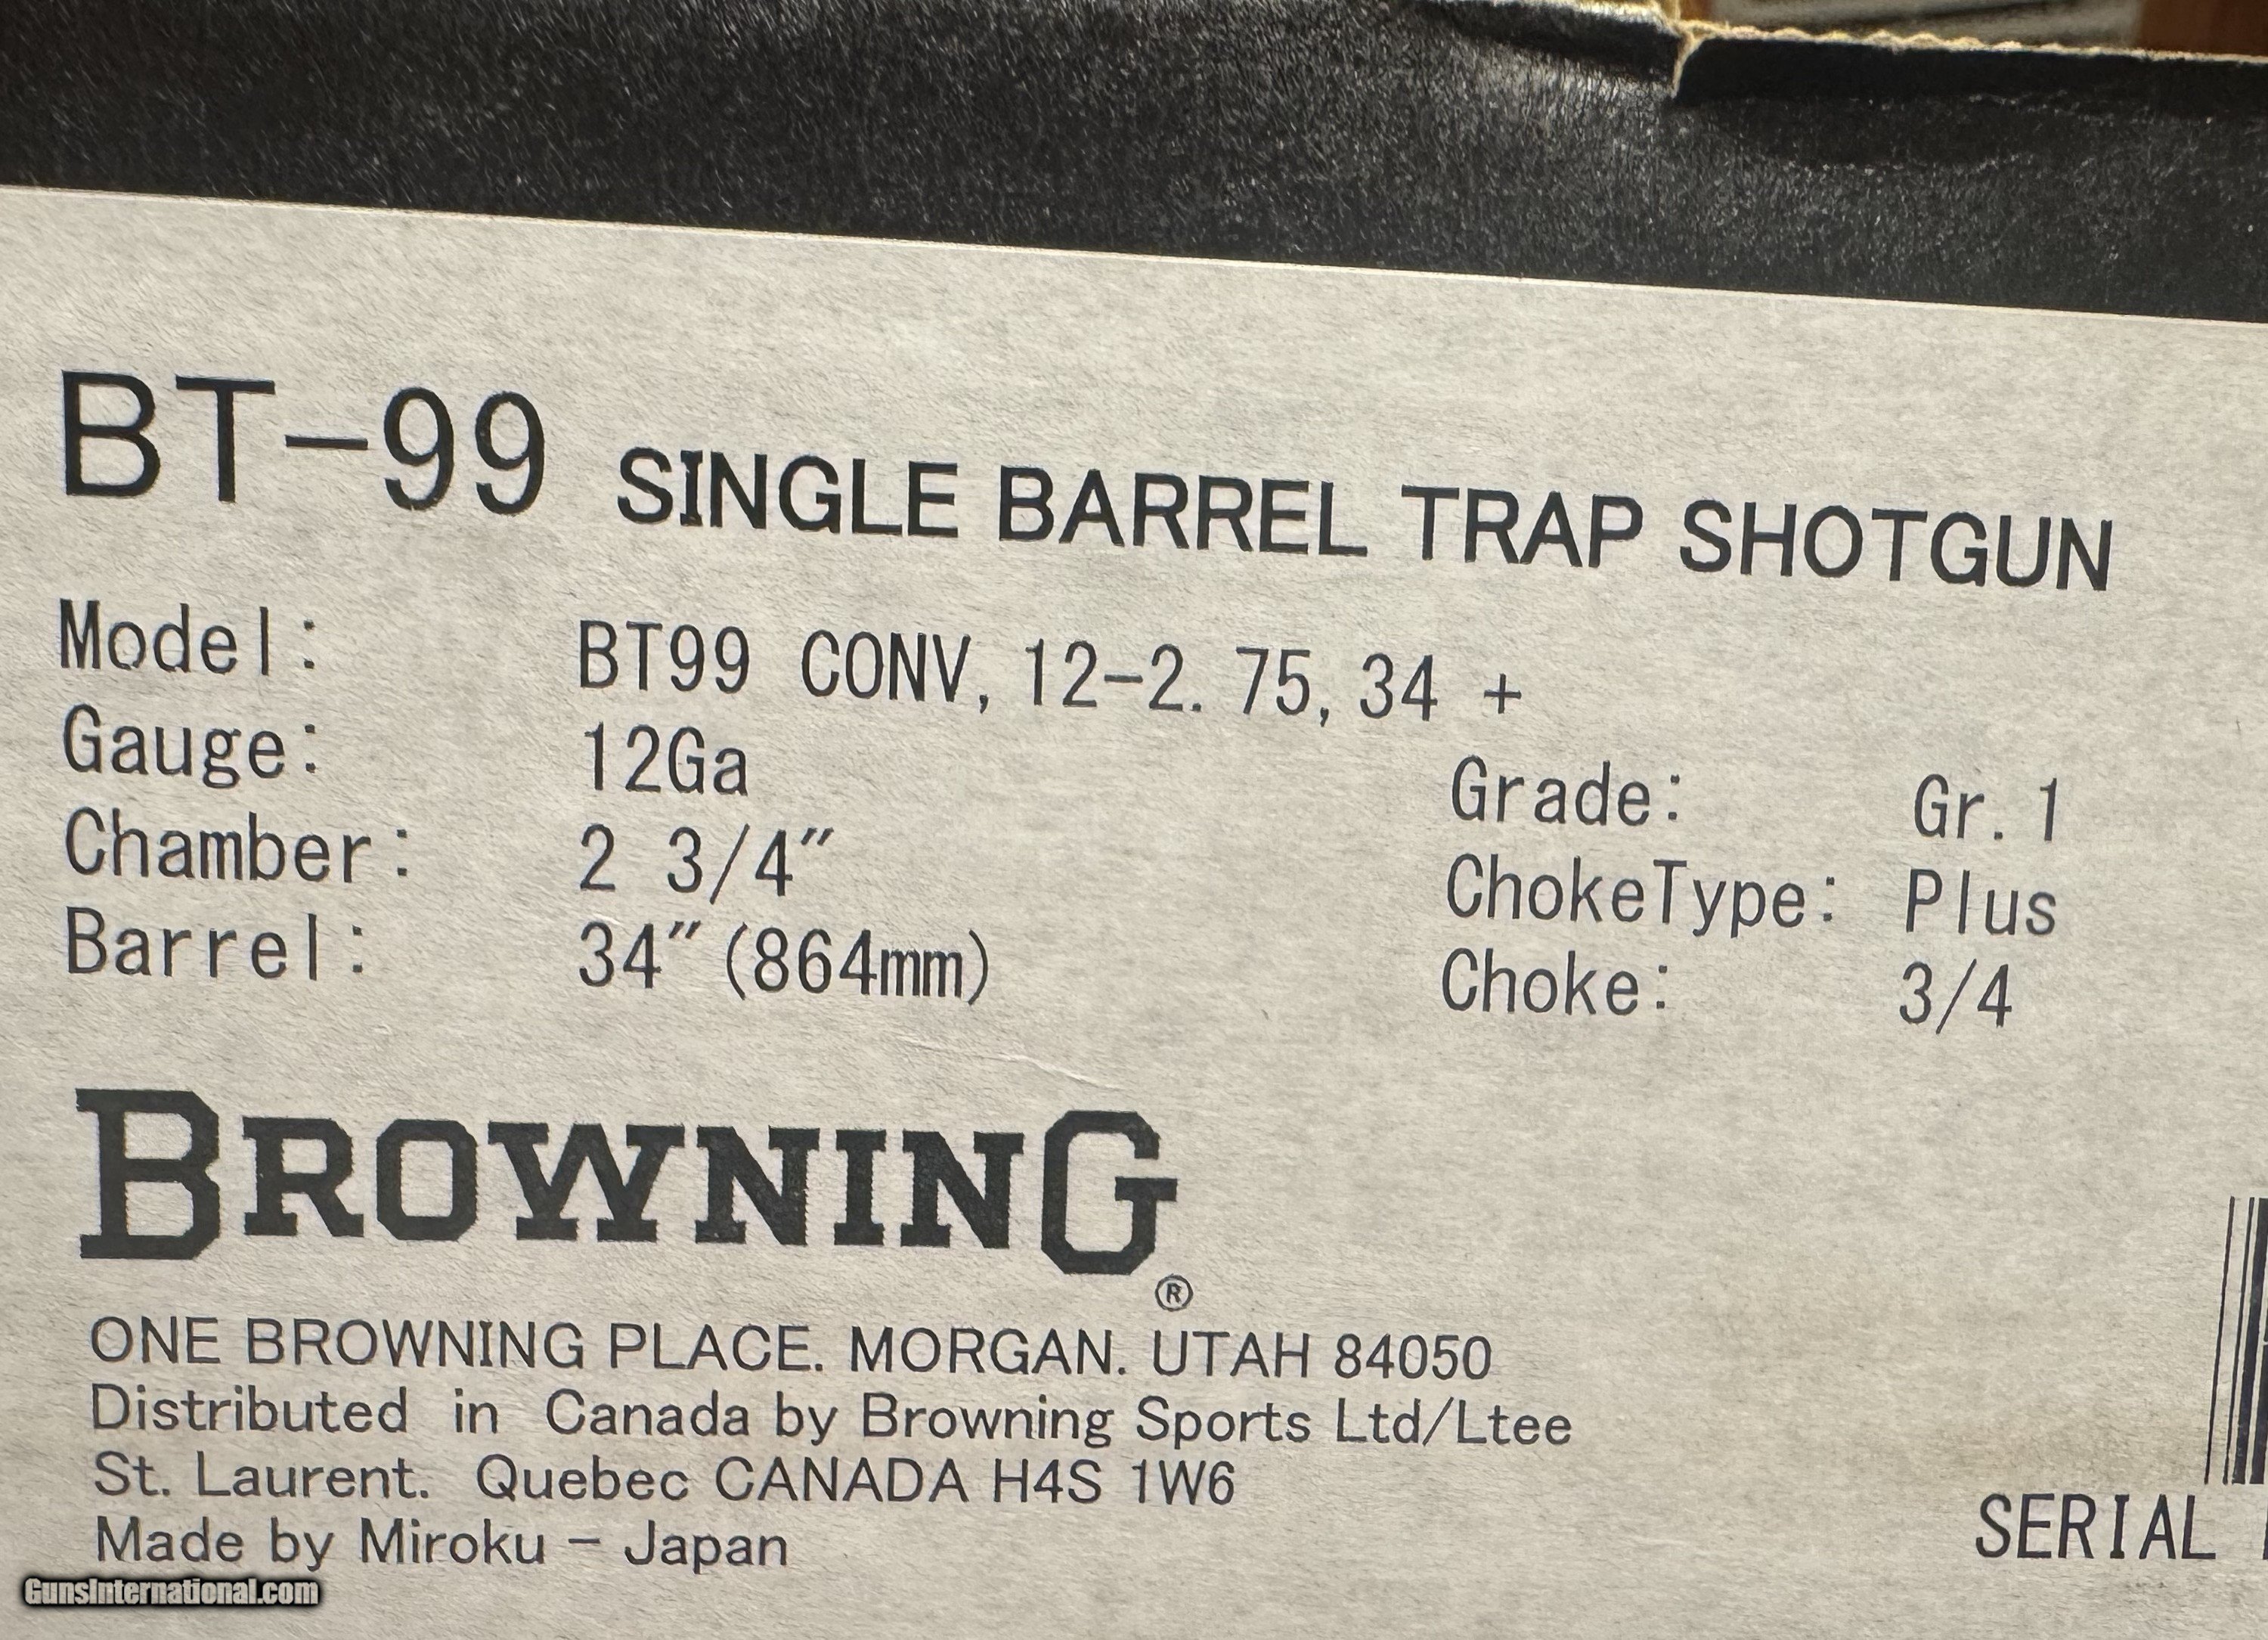 BT-99 SINGLE BARREL TRAP SHOTGUN
Model: BT99 CONV, 12-2. 75, 34 +
Gauge: 12Ga
Grade: Gr. 1
Chamber: 2 3/4"
ChokeType: Plus
Barrel: 34" (864mm)
Choke: 3/4
BROWNING®
ONE BROWNING PLACE. MORGAN. UTAH 84050
Distributed in Canada by Browning Sports Ltd/Ltee
St. Laurent. Quebec CANADA H4S 1W6
Made by Miroku - Japan
SERIAL
GunsInternational.com